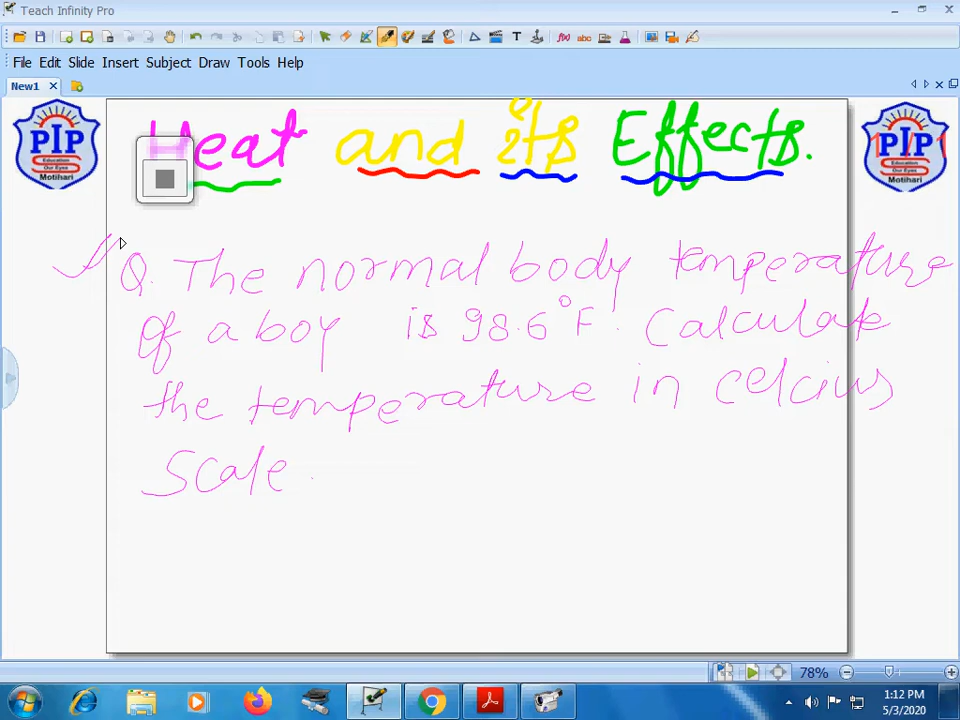 Teach Infinity Pro
File Edit Slide Insert Subject Draw Tools Help
New1
PIP
Education
Our Eyes
Motihari
Heat and its Effects.
PIP
Education
Our Eyes
Motihari
Q. The normal body temperature
of a boy is 98.6°F. Calculate
the temperature in celcius
Scale.
78%
1:12 PM
5/3/2020